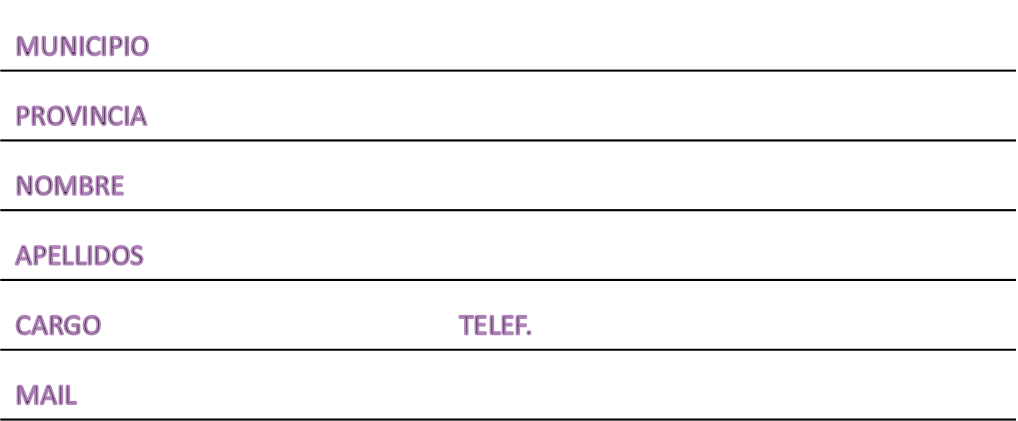 MUNICIPIO
PROVINCIA
NOMBRE
APELLIDOS
CARGO TELEF.
MAIL